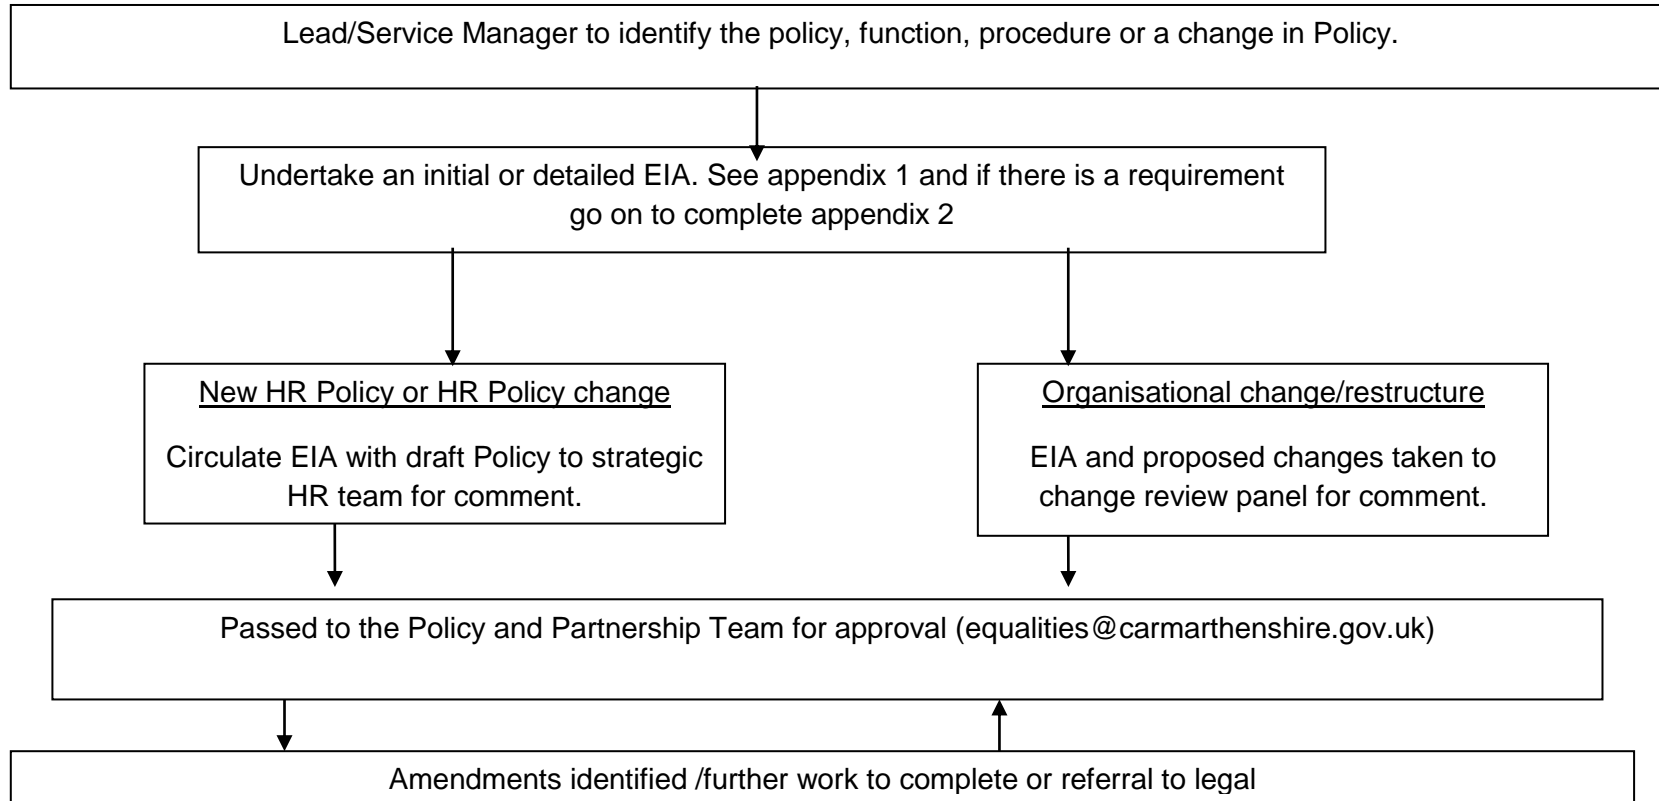 Lead/Service Manager to identify the policy, function, procedure or a change in Policy.
Undertake an initial or detailed EIA. See appendix 1 and if there is a requirement
go on to complete appendix 2
New HR Policy or HR Policy change
Circulate EIA with draft Policy to strategic
HR team for comment.
Organisational change/restructure
EIA and proposed changes taken to
change review panel for comment.
Passed to the Policy and Partnership Team for approval (equalities@carmarthenshire.gov.uk)
Amendments identified /further work to complete or referral to legal